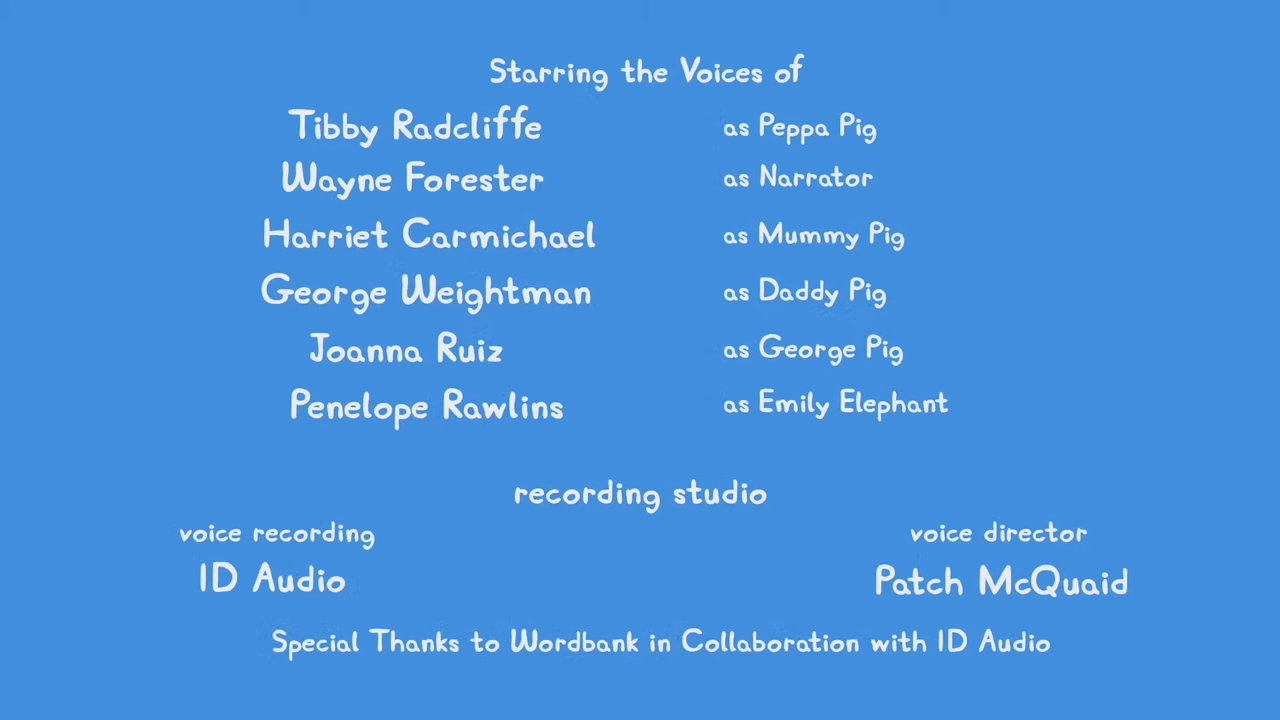 Starring the Voices of
Tibby Radcliffe as Peppa Pig
Wayne Forester as Narrator
Harriet Carmichael as Mummy Pig
George Weightman as Daddy Pig
Joanna Ruiz as George Pig
Penelope Rawlins as Emily Elephant
recording studio
voice recording voice director
ID Audio Patch McQuaid
Special Thanks to Wordbank in Collaboration with ID Audio